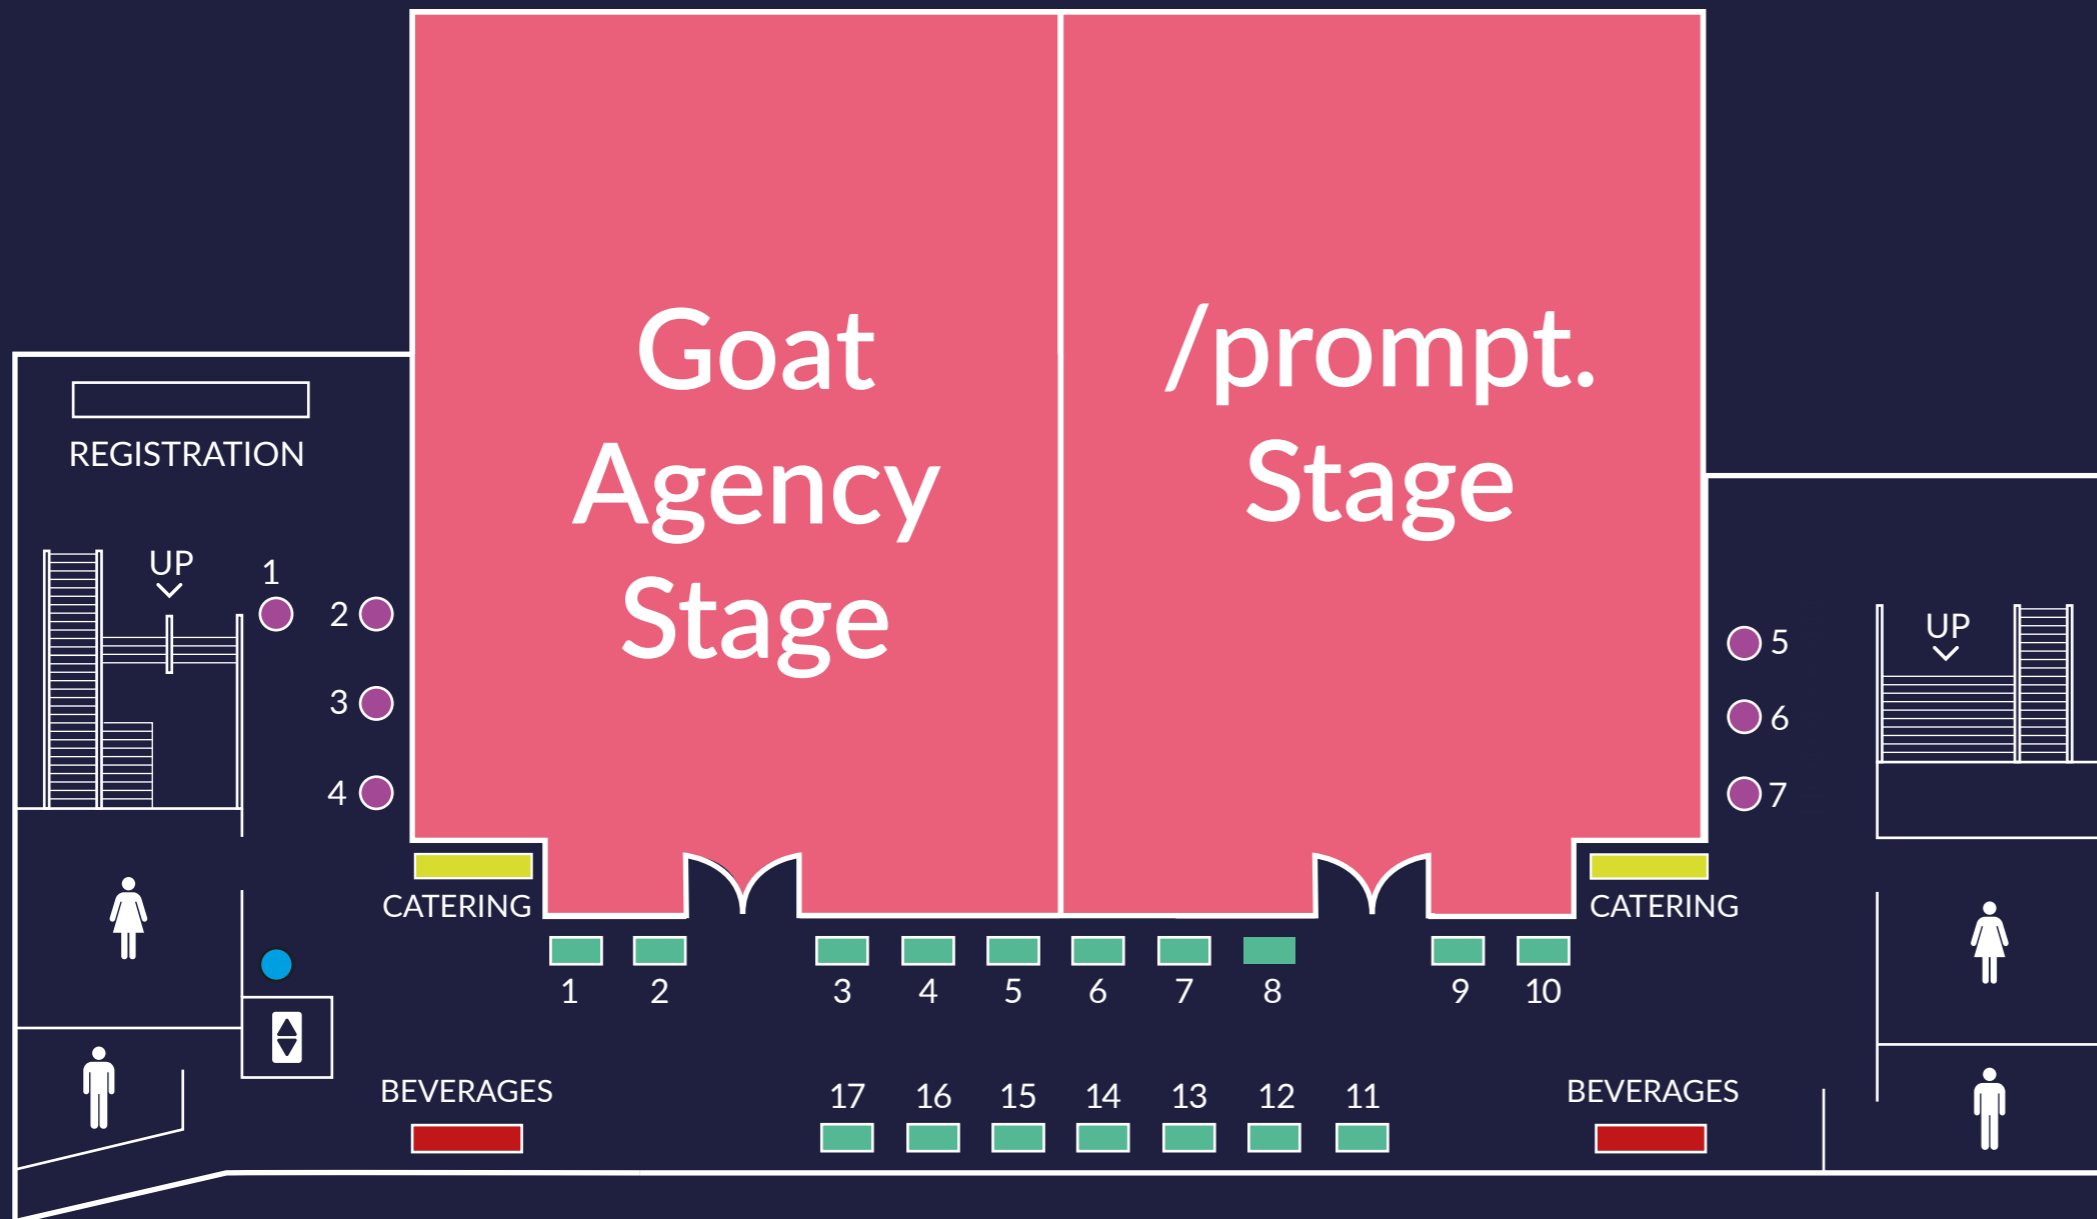 Goat
Agency
Stage
/prompt.
Stage
REGISTRATION
UP
1
2
3
4
UP
5
6
7
CATERING
CATERING
1
2
3
4
5
6
7
8
9
10
BEVERAGES
17
16
15
14
13
12
11
BEVERAGES